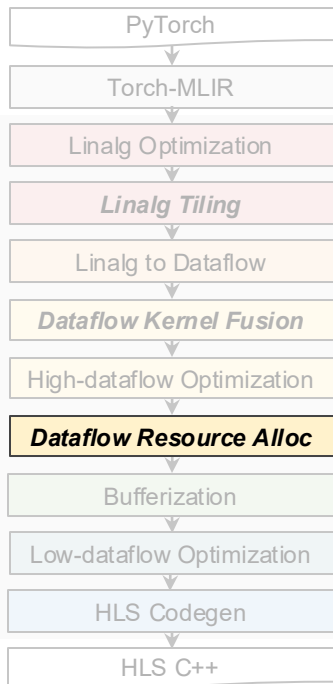 PyTorch
Torch-MLIR
Linalg Optimization
Linalg Tiling
Linalg to Dataflow
Dataflow Kernel Fusion
High-dataflow Optimization
Dataflow Resource Alloc
Bufferization
Low-dataflow Optimization
HLS Codegen
HLS C++